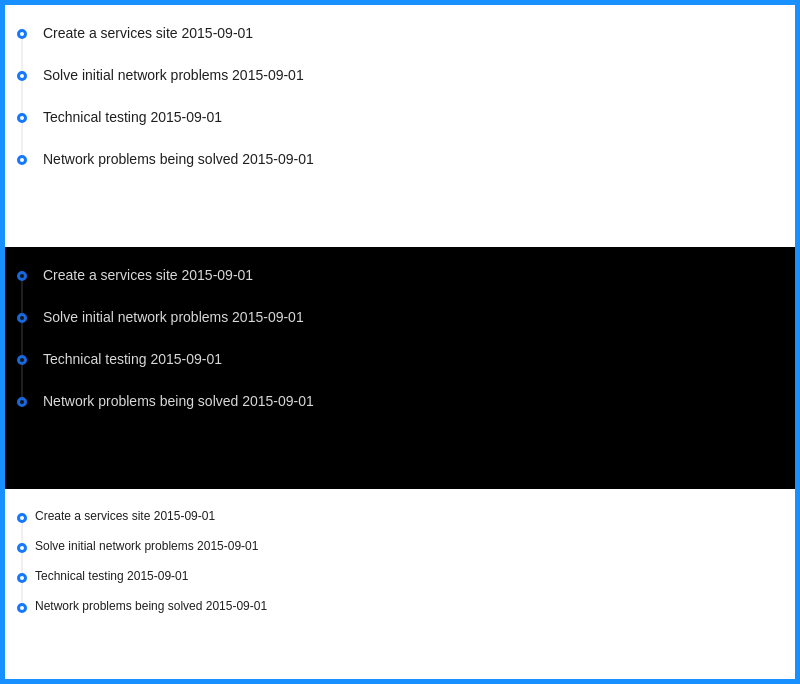 Create a services site 2015-09-01
Solve initial network problems 2015-09-01
Technical testing 2015-09-01
Network problems being solved 2015-09-01
Create a services site 2015-09-01
Solve initial network problems 2015-09-01
Technical testing 2015-09-01
Network problems being solved 2015-09-01
Create a services site 2015-09-01
Solve initial network problems 2015-09-01
Technical testing 2015-09-01
Network problems being solved 2015-09-01